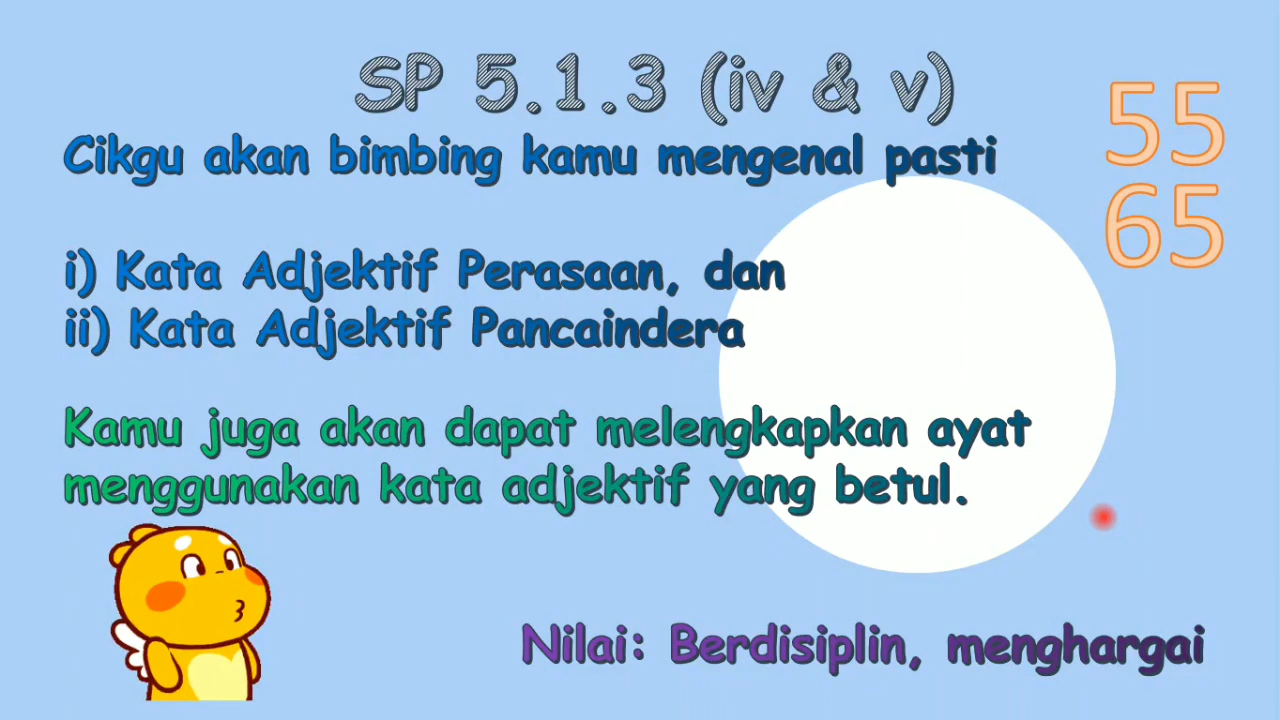 SP 5.1.3 (iv & v)
55
65
Cikgu akan bimbing kamu mengenal pasti
i) Kata Adjektif Perasaan, dan
ii) Kata Adjektif Pancaindera
Kamu juga akan dapat melengkapkan ayat
menggunakan kata adjektif yang betul.
Nilai: Berdisiplin, menghargai